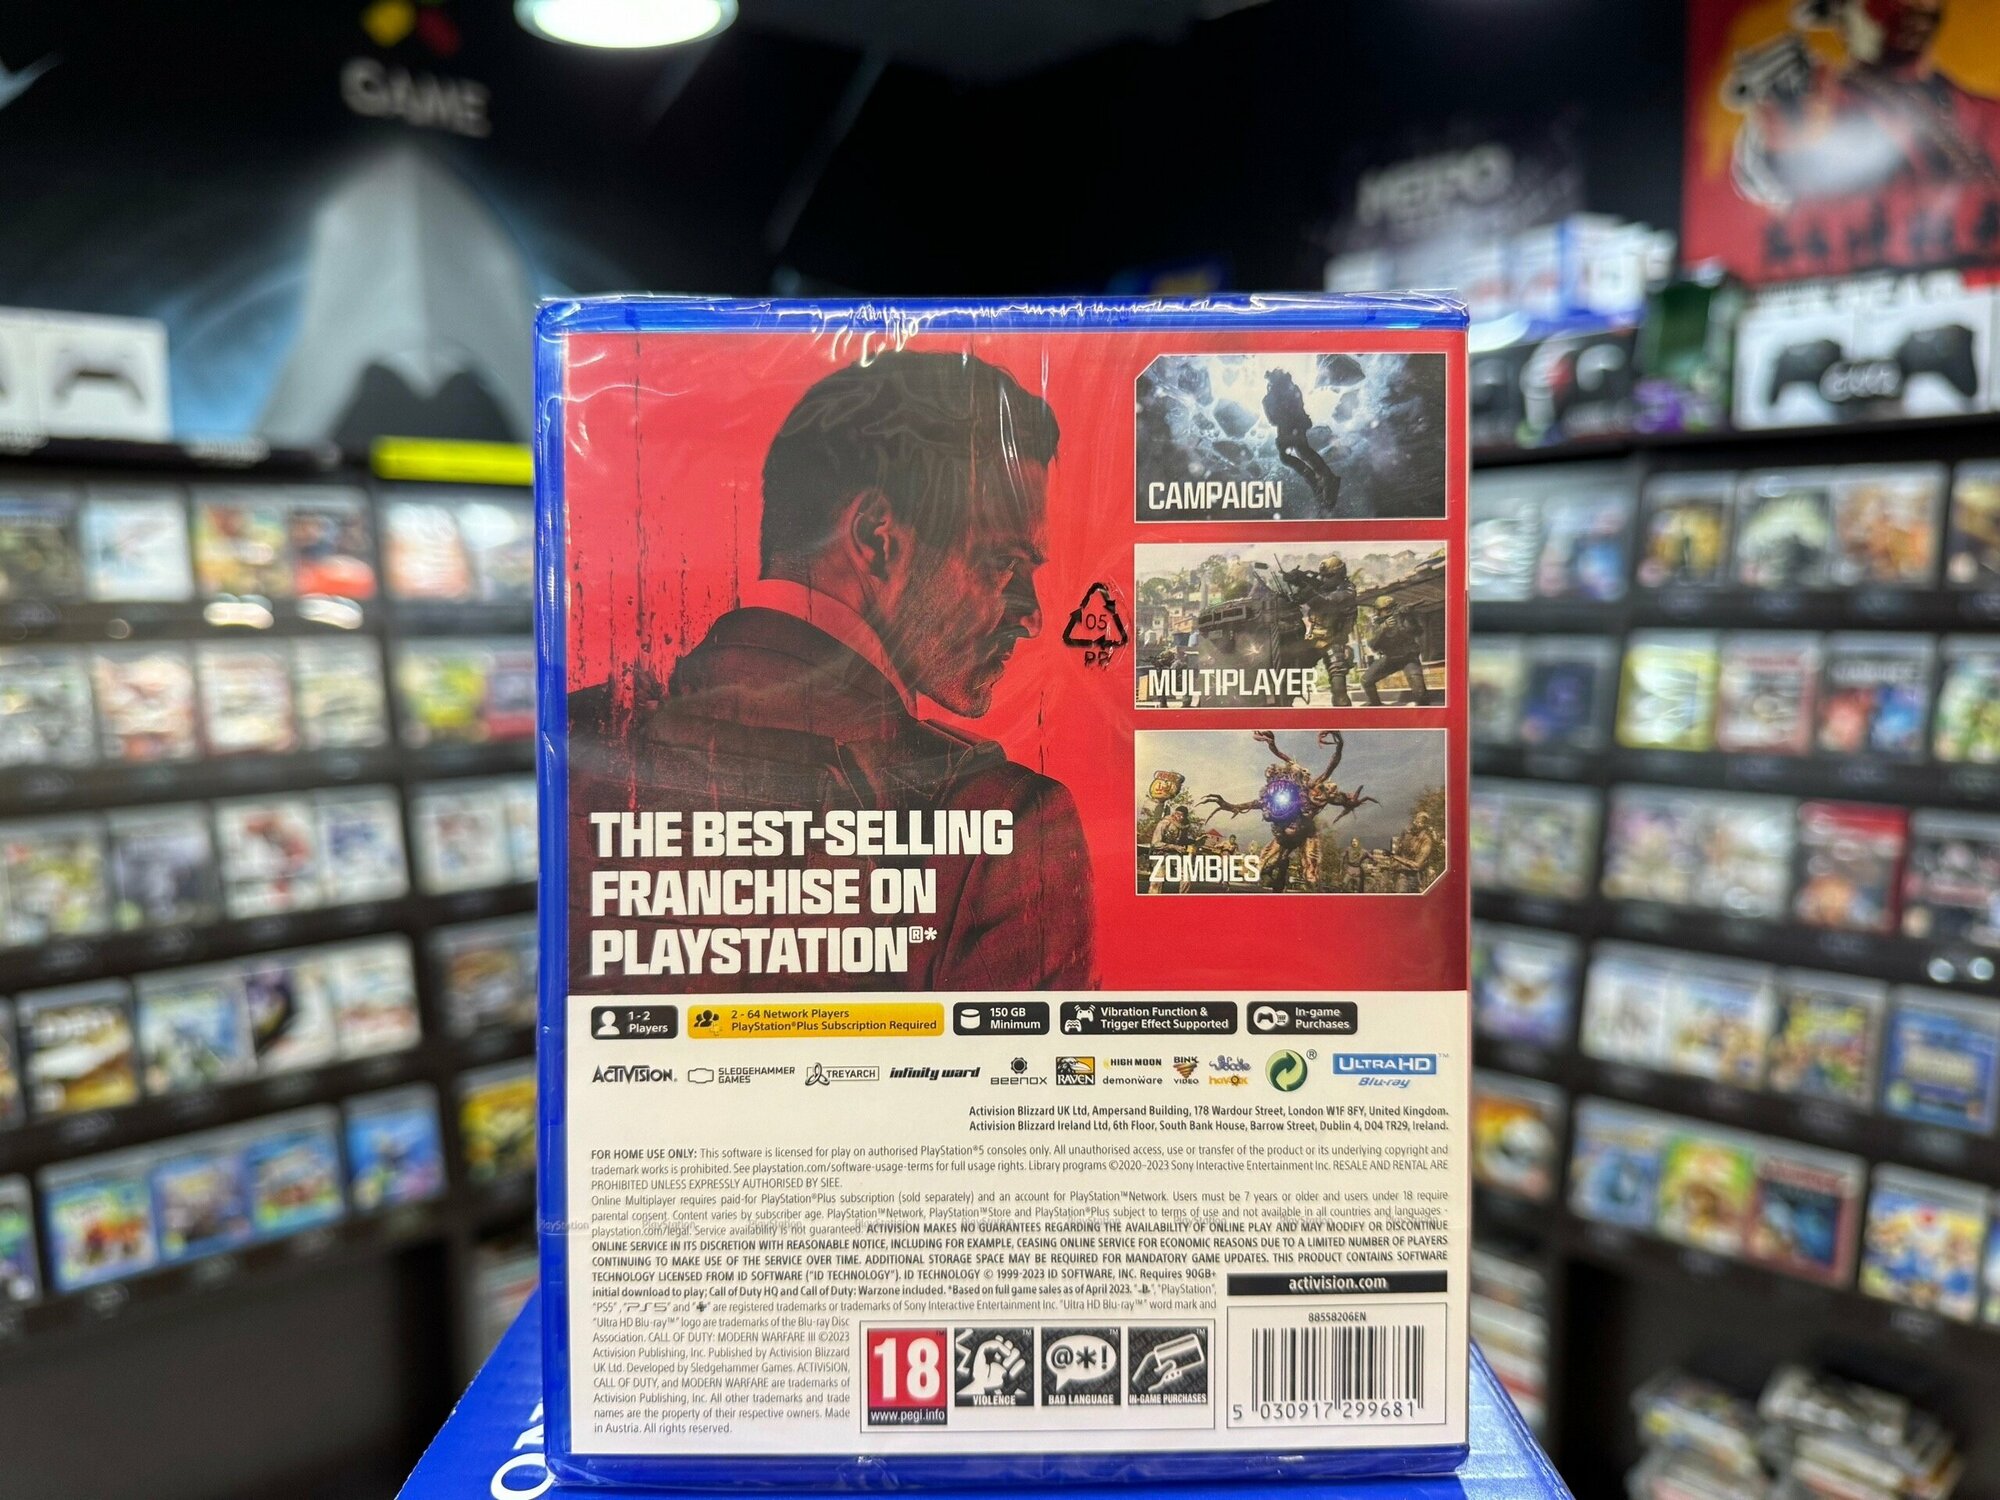 GAME
CAMPAIGN
05
PP
MULTIPLAYER
ZOMBIES
THE BEST-SELLING
FRANCHISE ON
PLAYSTATION®*
1 - 2
Players
2 - 64 Network Players
PlayStation®Plus Subscription Required
150 GB
Minimum
Vibration Function &
Trigger Effect Supported
In-game
Purchases
ACTIVISION.
SLEDGEHAMMER
GAMES
TREYARCH
infinity ward
BEENOX
RAVEN
HIGH MOON
demonware
BINK
VIDEO
havok
®
ULTRA HD™
Blu-ray
Activision Blizzard UK Ltd, Ampersand Building, 178 Wardour Street, London W1F 8FY, United Kingdom.
Activision Blizzard Ireland Ltd, 6th Floor, South Bank House, Barrow Street, Dublin 4, D04 TR29, Ireland.
FOR HOME USE ONLY: This software is licensed for play on authorised PlayStation®5 consoles only. All unauthorised access, use or transfer of the product or its underlying copyright and
trademark works is prohibited. See playstation.com/software-usage-terms for full usage rights. Library programs ©2020–2023 Sony Interactive Entertainment Inc. RESALE AND RENTAL ARE
PROHIBITED UNLESS EXPRESSLY AUTHORISED BY SIEE.
Online Multiplayer requires paid-for PlayStation®Plus subscription (sold separately) and an account for PlayStation™Network. Users must be 7 years or older and users under 18 require
parental consent. Content varies by subscriber age. PlayStation™Network, PlayStation™Store and PlayStation®Plus subject to terms of use and not available in all countries and languages -
playstation.com/legal. Service availability is not guaranteed. ACTIVISION MAKES NO GUARANTEES REGARDING THE AVAILABILITY OF ONLINE PLAY AND MAY MODIFY OR DISCONTINUE
ONLINE SERVICE IN ITS DISCRETION WITH REASONABLE NOTICE, INCLUDING FOR EXAMPLE, CEASING ONLINE SERVICE FOR ECONOMIC REASONS DUE TO A LIMITED NUMBER OF PLAYERS
CONTINUING TO MAKE USE OF THE SERVICE OVER TIME. ADDITIONAL STORAGE SPACE MAY BE REQUIRED FOR MANDATORY GAME UPDATES. THIS PRODUCT CONTAINS SOFTWARE
TECHNOLOGY LICENSED FROM ID SOFTWARE ("ID TECHNOLOGY"). ID TECHNOLOGY © 1999-2023 ID SOFTWARE, INC. Requires 90GB+
initial download to play; Call of Duty HQ and Call of Duty: Warzone included. *Based on full game sales as of April 2023. " ", "PlayStation",
"PS5", "PS5" and " " are registered trademarks or trademarks of Sony Interactive Entertainment Inc. "Ultra HD Blu-ray™" word mark and
"Ultra HD Blu-ray™" logo are trademarks of the Blu-ray Disc
Association. CALL OF DUTY: MODERN WARFARE III ©2023
Activision Publishing, Inc. Published by Activision Blizzard
UK Ltd. Developed by Sledgehammer Games. ACTIVISION,
CALL OF DUTY, and MODERN WARFARE are trademarks of
Activision Publishing, Inc. All other trademarks and trade
names are the property of their respective owners. Made
in Austria. All rights reserved.
activision.com
88558206EN
5 030917 299681
18
www.pegi.info
VIOLENCE
@*!
BAD LANGUAGE
IN-GAME PURCHASES